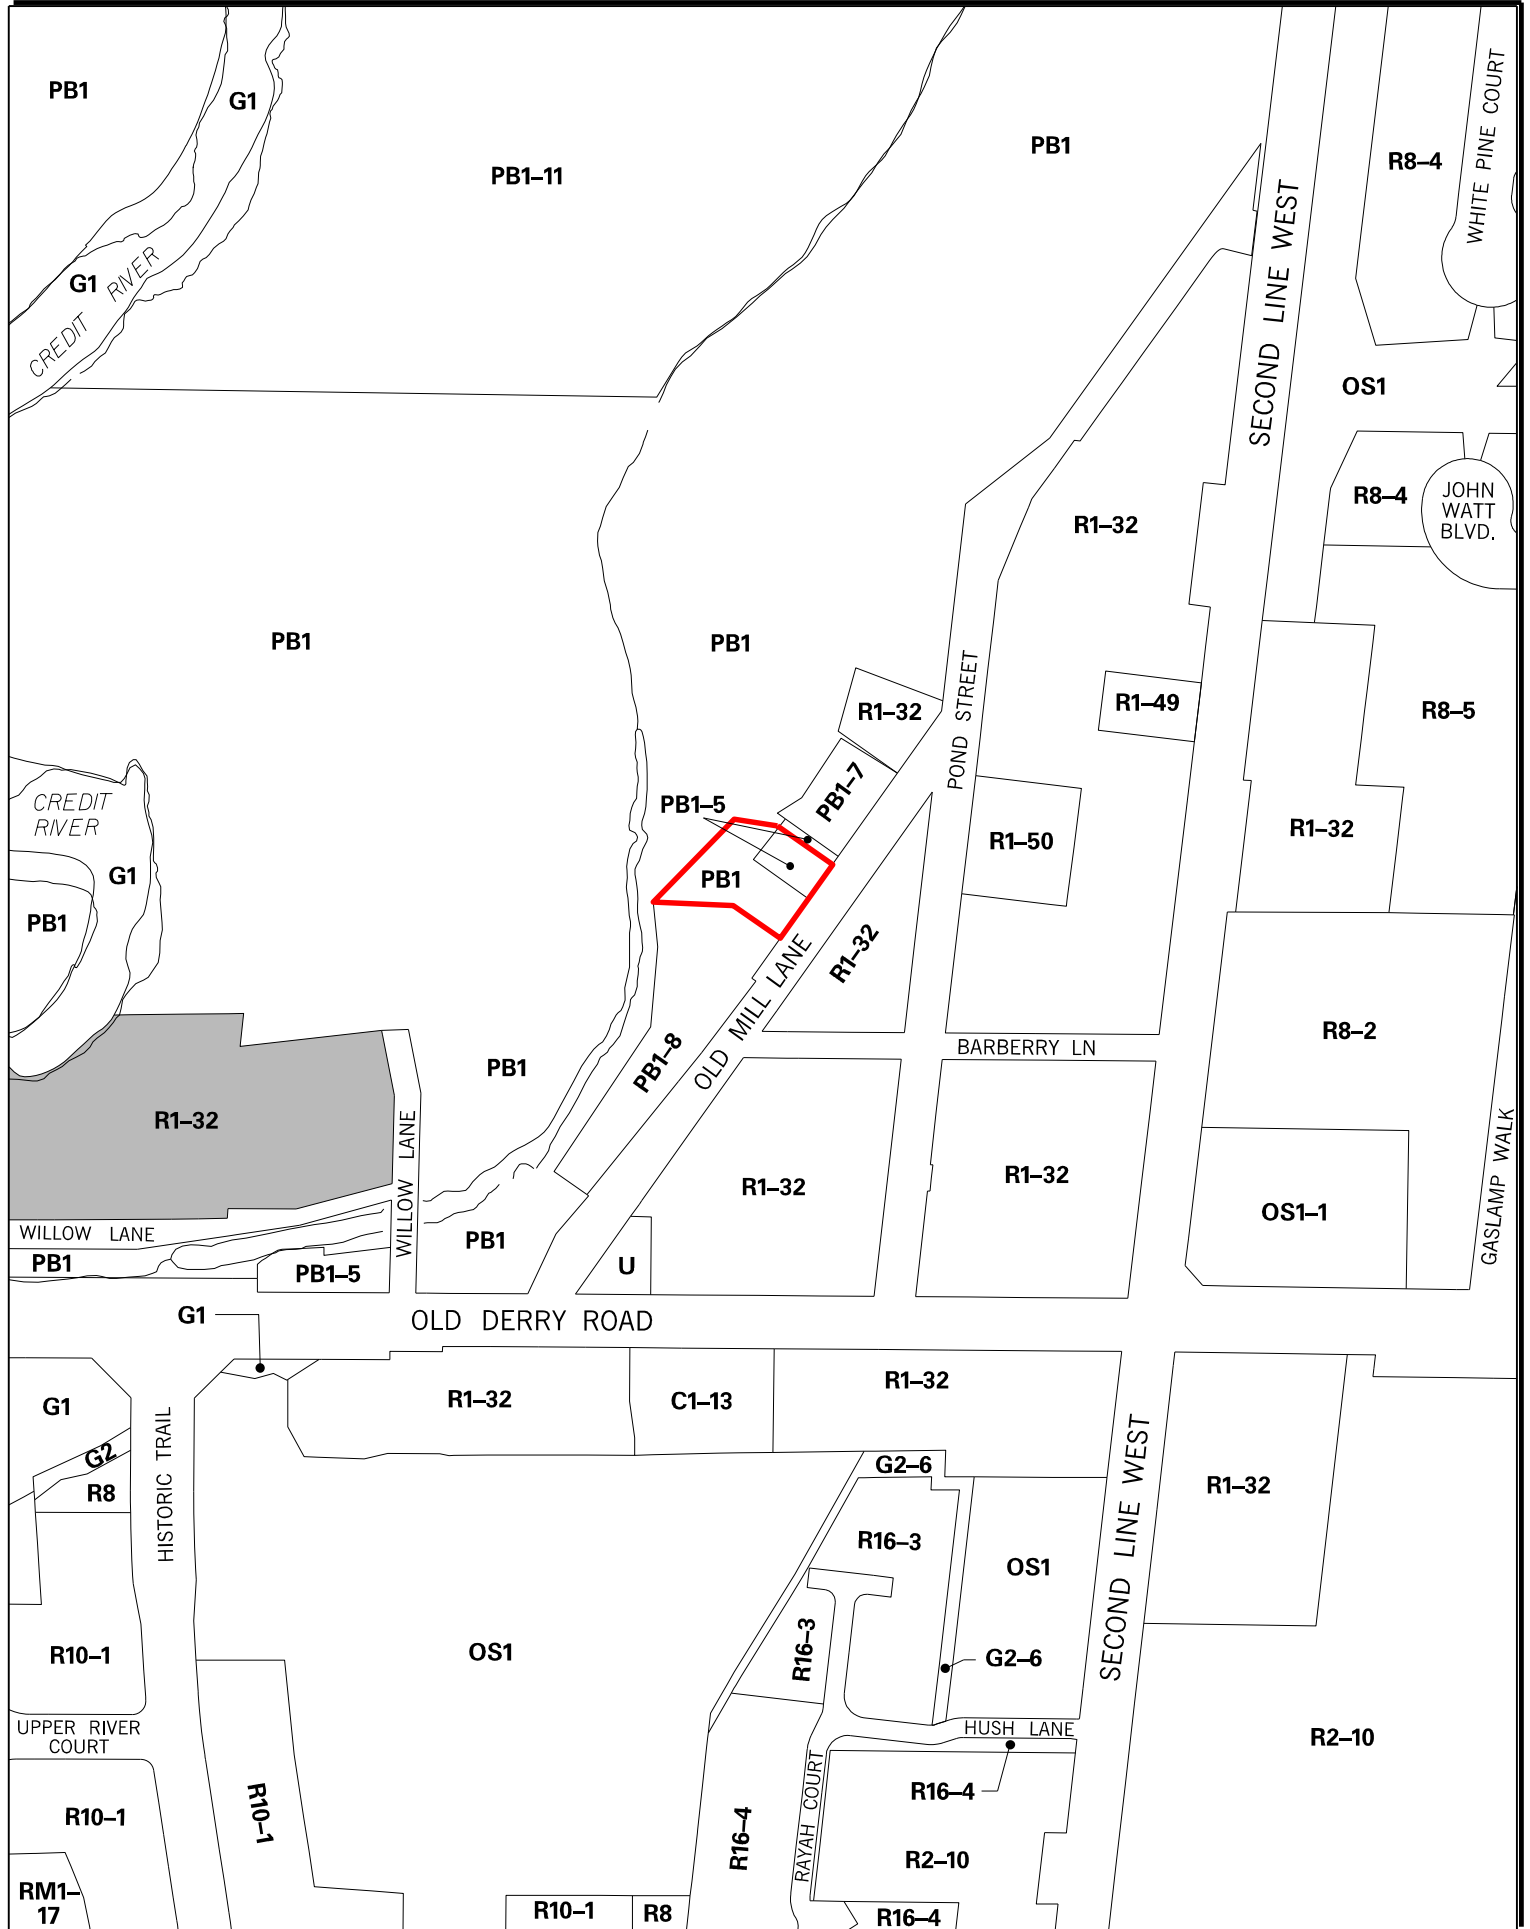 PB1
G1
PB1–11
PB1
R8–4
WHITE PINE COURT
G1
CREDIT RIVER
SECOND LINE WEST
OS1
R8–4
JOHN
WATT
BLVD.
R1–32
PB1
PB1
POND STREET
R1–49
R8–5
R1–32
PB1–7
PB1–5
CREDIT
RIVER
R1–50
R1–32
G1
PB1
PB1
R1–32
OLD MILL LANE
R8–2
BARBERRY LN
PB1–8
PB1
R1–32
WILLOW LANE
GASLAMP WALK
R1–32
R1–32
OS1–1
WILLOW LANE
PB1
PB1
U
PB1–5
G1
OLD DERRY ROAD
R1–32
C1–13
R1–32
G1
HISTORIC TRAIL
G2
R8
G2–6
R1–32
SECOND LINE WEST
R16–3
OS1
R16–3
R10–1
OS1
G2–6
UPPER RIVER
COURT
HUSH LANE
R2–10
R10–1
R10–1
R16–4
RAYAH COURT
R16–4
R2–10
RM1–
17
R10–1
R8
R16–4